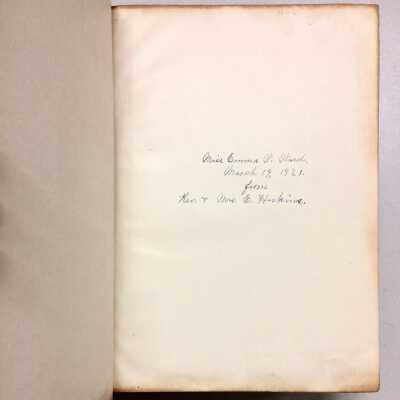 Miss Emma V. Ward.
March 19, 1921.
from
Rev. & Mrs. E. Hoskins.